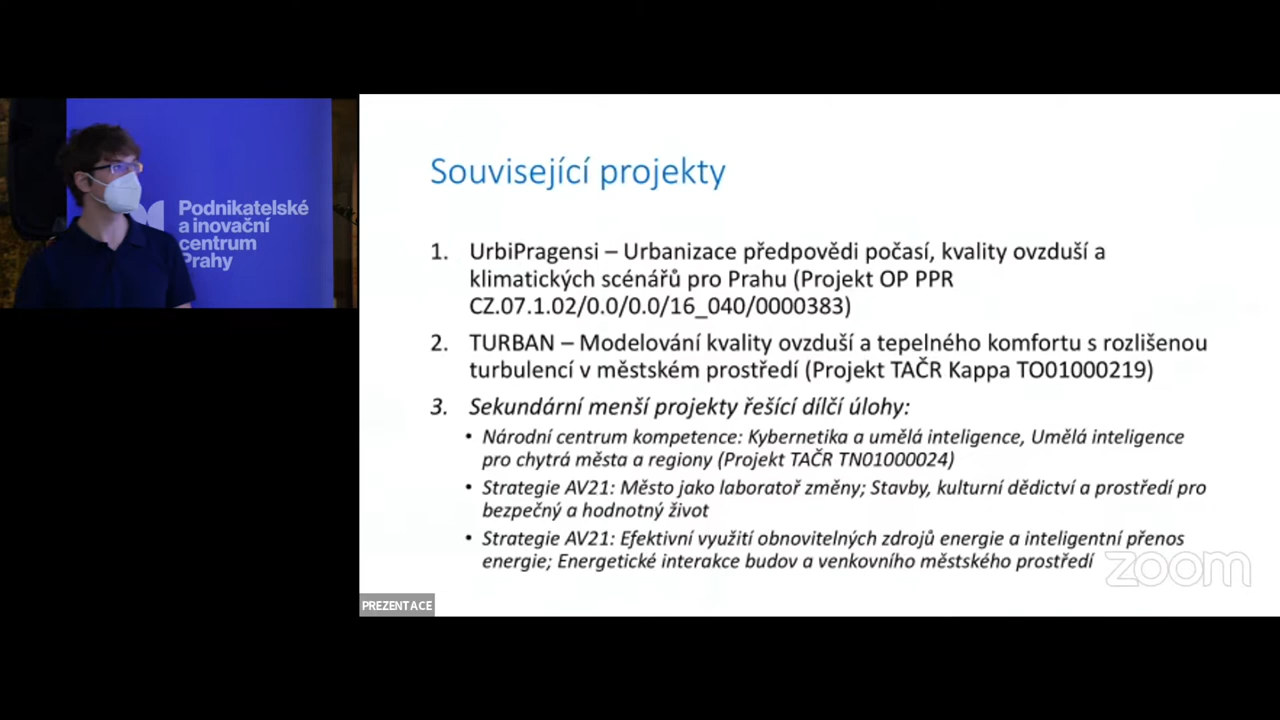 Podnikatelské
a inovační
centrum
Prahy
Související projekty
1. UrbiPragensi – Urbanizace předpovědi počasí, kvality ovzduší a
klimatických scénářů pro Prahu (Projekt OP PPR
CZ.07.1.02/0.0/0.0/16_040/0000383)
2. TURBAN – Modelování kvality ovzduší a tepelného komfortu s rozlišenou
turbulencí v městském prostředí (Projekt TAČR Kappa TO01000219)
3. Sekundární menší projekty řešící dílčí úlohy:
• Národní centrum kompetence: Kybernetika a umělá inteligence, Umělá inteligence
pro chytrá města a regiony (Projekt TAČR TN01000024)
• Strategie AV21: Město jako laboratoř změny; Stavby, kulturní dědictví a prostředí pro
bezpečný a hodnotný život
• Strategie AV21: Efektivní využití obnovitelných zdrojů energie a inteligentní přenos
energie; Energetické interakce budov a venkovního městského prostředí
zoom
PREZENTACE